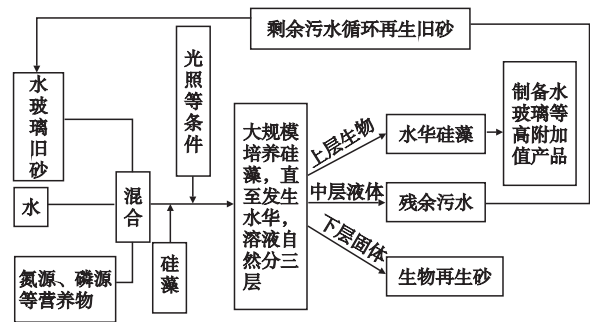 剩余污水循环再生旧砂
水
玻
璃
旧
砂
水
氮源、磷源
等营养物
混
合
光
照
等
条
件
硅
藻
大规模
培养硅
藻，直
至发生
水华，
溶液自
然分三
层
上层生物
中层液体
下层固体
水华硅藻
残余污水
生物再生砂
制备水
玻璃等
高附加
值产品